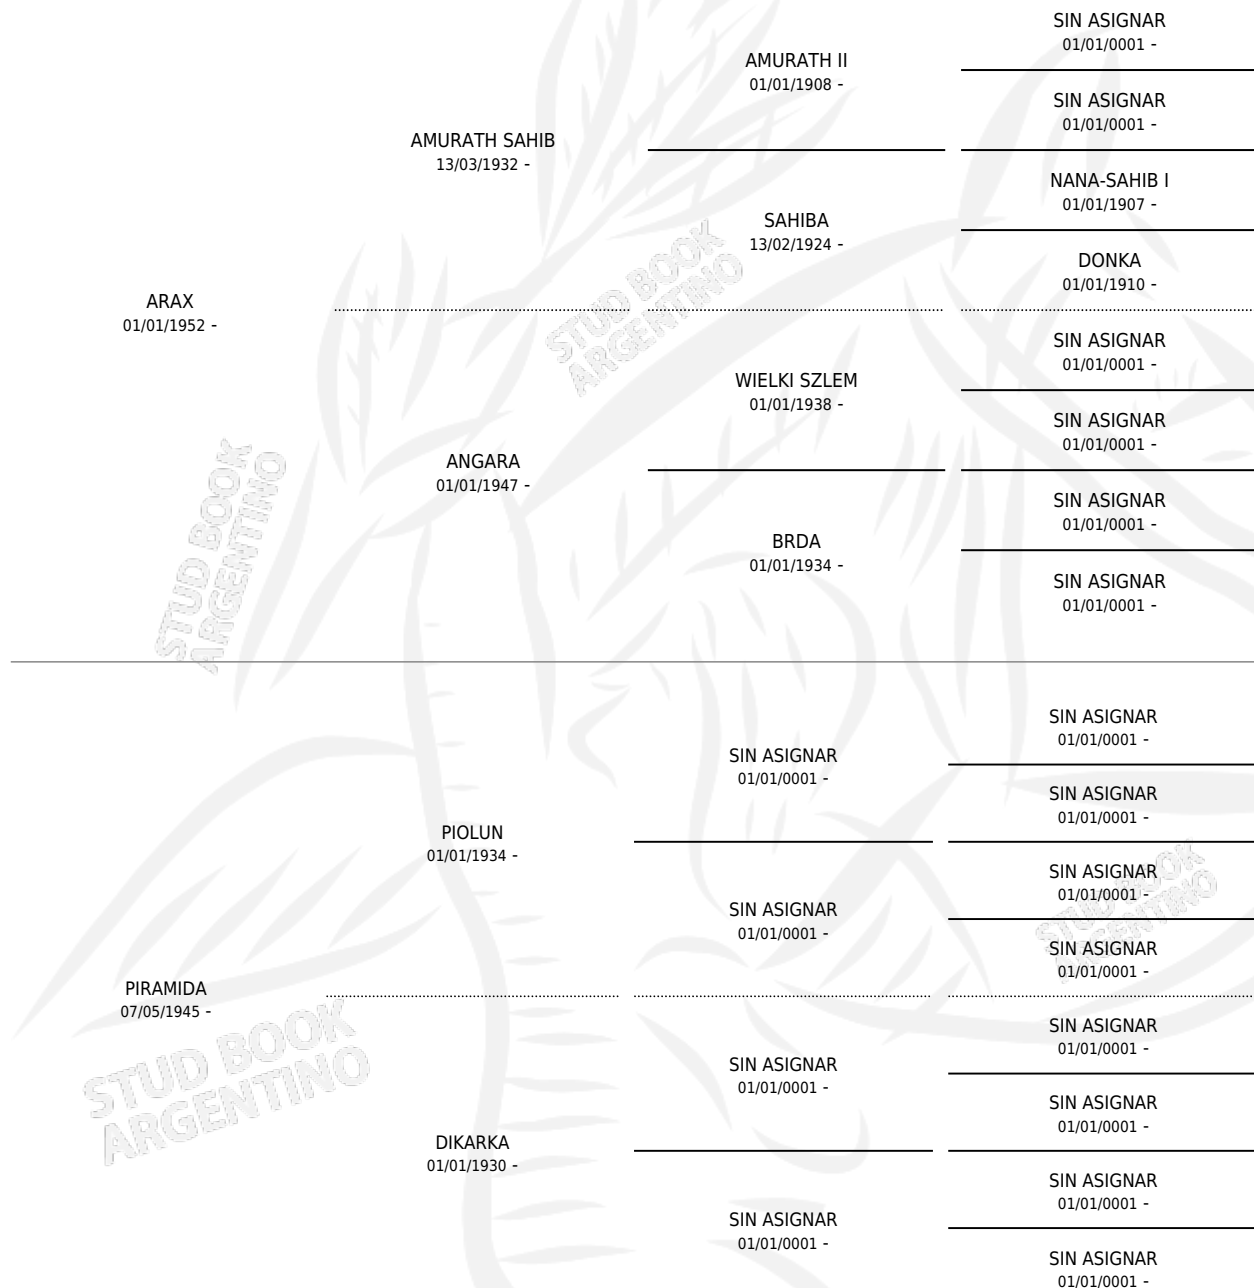 SIN ASIGNAR
01/01/0001 -
AMURATH II
01/01/1908 -
SIN ASIGNAR
01/01/0001 -
AMURATH SAHIB
13/03/1932 -
NANA-SAHIB I
01/01/1907 -
SAHIBA
13/02/1924 -
DONKA
01/01/1910 -
ARAX
01/01/1952 -
STUD BOOK
ARGENTINO
SIN ASIGNAR
01/01/0001 -
WIELKI SZLEM
01/01/1938 -
SIN ASIGNAR
01/01/0001 -
ANGARA
01/01/1947 -
SIN ASIGNAR
01/01/0001 -
BRDA
01/01/1934 -
SIN ASIGNAR
01/01/0001 -
STUD BOOK
ARGENTINO
SIN ASIGNAR
01/01/0001 -
SIN ASIGNAR
01/01/0001 -
SIN ASIGNAR
01/01/0001 -
PIOLUN
01/01/1934 -
SIN ASIGNAR
01/01/0001 -
SIN ASIGNAR
01/01/0001 -
SIN ASIGNAR
01/01/0001 -
STUD BOOK
ARGENTINO
PIRAMIDA
07/05/1945 -
SIN ASIGNAR
01/01/0001 -
SIN ASIGNAR
01/01/0001 -
SIN ASIGNAR
01/01/0001 -
STUD BOOK
ARGENTINO
DIKARKA
01/01/1930 -
SIN ASIGNAR
01/01/0001 -
SIN ASIGNAR
01/01/0001 -
SIN ASIGNAR
01/01/0001 -